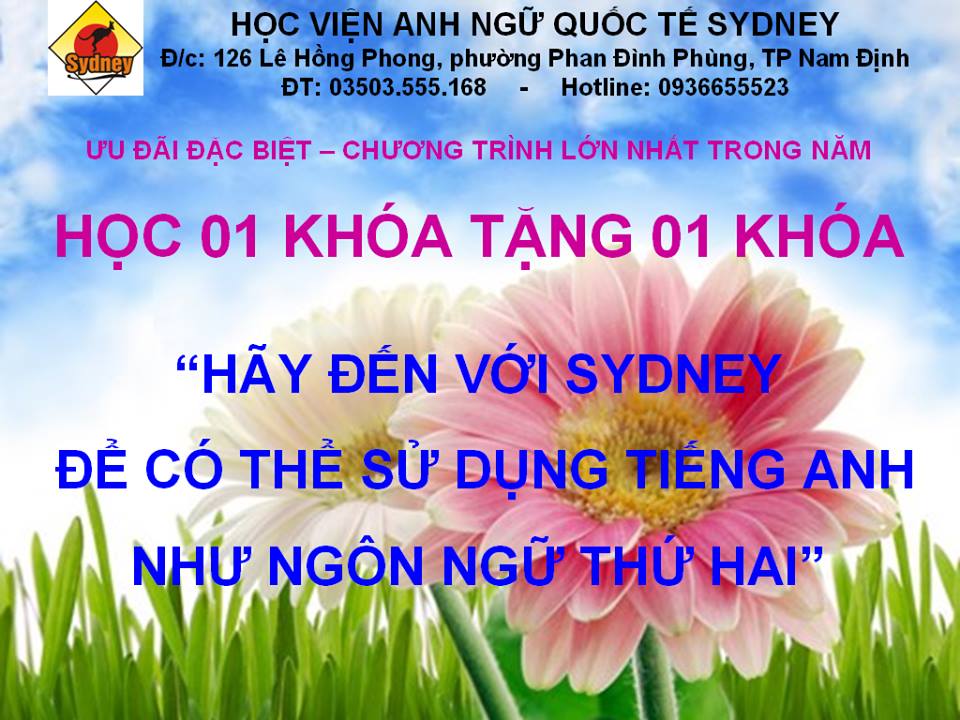 Sydney
HỌC VIỆN ANH NGỮ QUỐC TẾ SYDNEY
Đ/c: 126 Lê Hồng Phong, phường Phan Đình Phùng, TP Nam Định
ĐT: 03503.555.168 - Hotline: 0936655523
ƯU ĐÃI ĐẶC BIỆT – CHƯƠNG TRÌNH LỚN NHẤT TRONG NĂM
HỌC 01 KHÓA TẶNG 01 KHÓA
“HÃY ĐẾN VỚI SYDNEY
ĐỂ CÓ THỂ SỬ DỤNG TIẾNG ANH
NHƯ NGÔN NGỮ THỨ HAI”